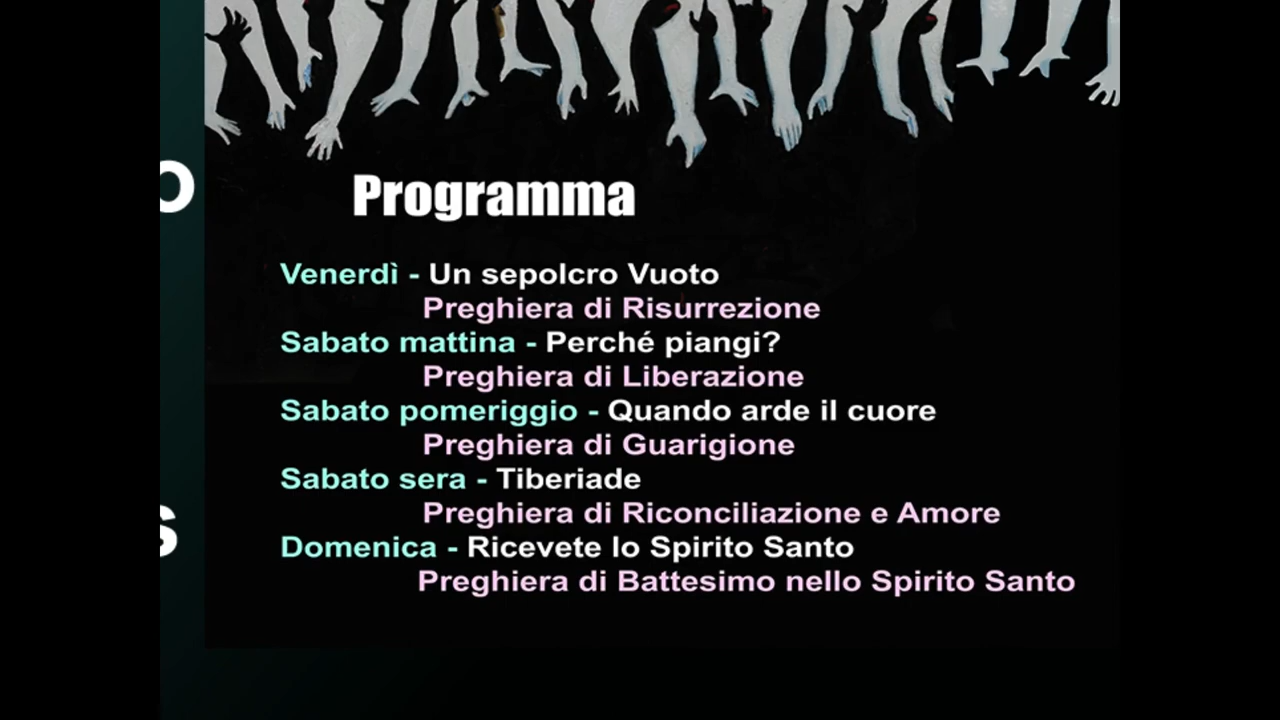 Programma
Venerdì - Un sepolcro Vuoto
Preghiera di Risurrezione
Sabato mattina - Perché piangi?
Preghiera di Liberazione
Sabato pomeriggio - Quando arde il cuore
Preghiera di Guarigione
Sabato sera - Tiberiade
Preghiera di Riconciliazione e Amore
Domenica - Ricevete lo Spirito Santo
Preghiera di Battesimo nello Spirito Santo